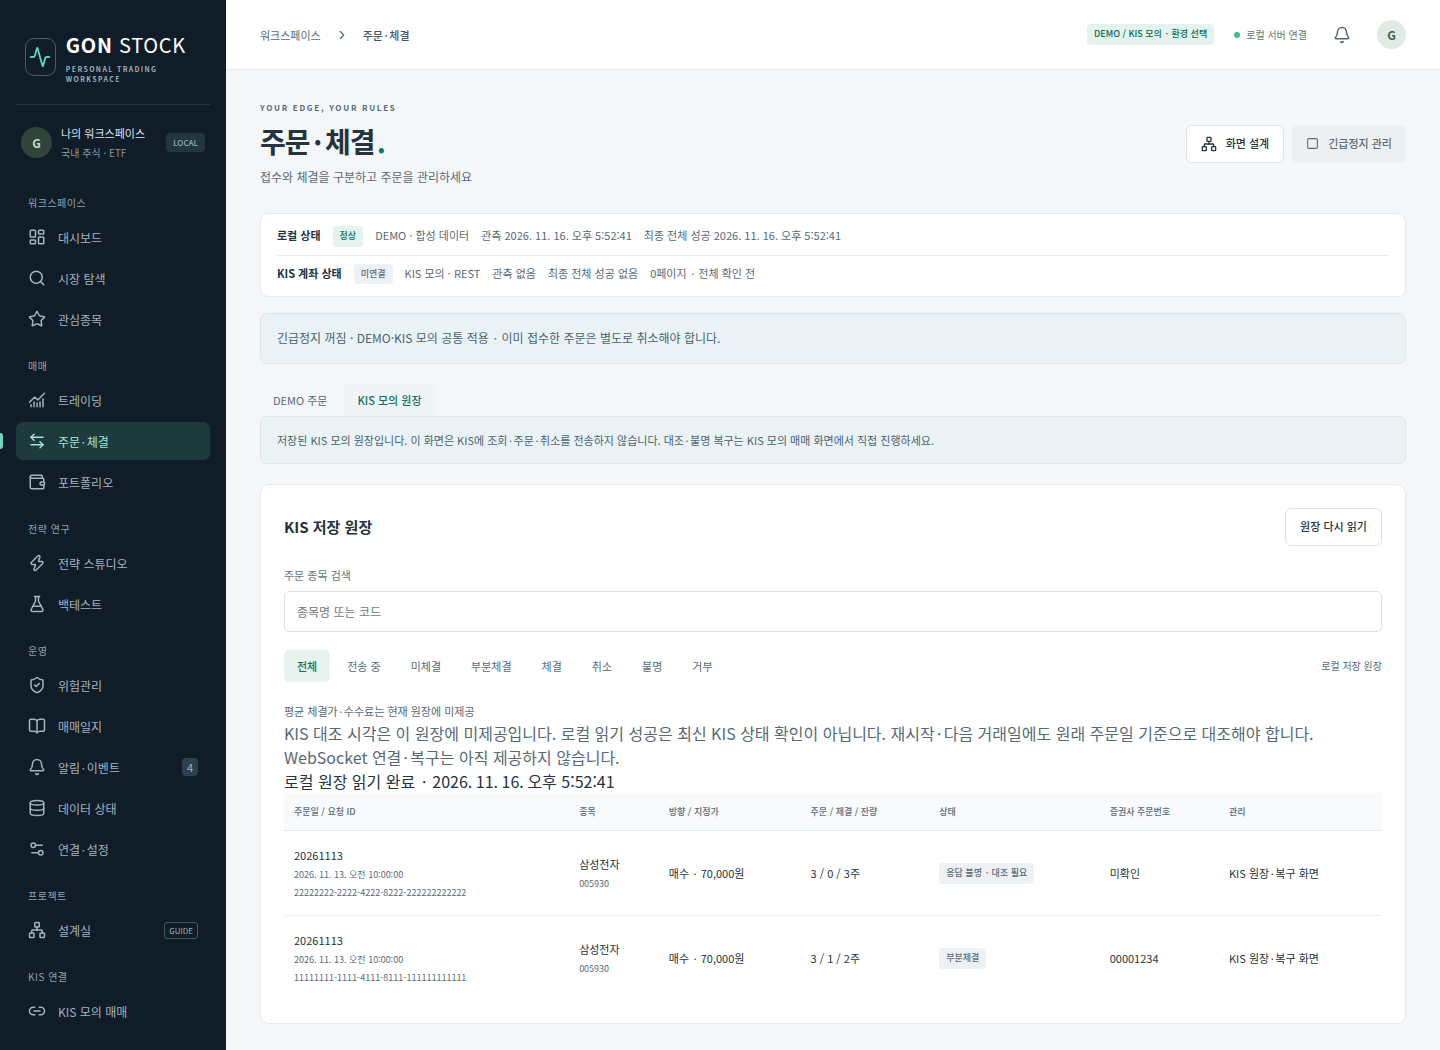 GON STOCK
PERSONAL TRADING
WORKSPACE
G
나의 워크스페이스
국내 주식 · ETF
LOCAL
워크스페이스
대시보드
시장 탐색
관심종목
매매
트레이딩
주문·체결
포트폴리오
전략 연구
전략 스튜디오
백테스트
운영
위험관리
매매일지
알림·이벤트
4
데이터 상태
연결·설정
프로젝트
설계실
GUIDE
KIS 연결
KIS 모의 매매
워크스페이스
주문·체결
DEMO / KIS 모의 · 환경 선택
로컬 서버 연결
G
YOUR EDGE, YOUR RULES
주문·체결.
접수와 체결을 구분하고 주문을 관리하세요
화면 설계
긴급정지 관리
로컬 상태 정상 DEMO · 합성 데이터 관측 2026. 11. 16. 오후 5:52:41 최종 전체 성공 2026. 11. 16. 오후 5:52:41
KIS 계좌 상태 미연결 KIS 모의 · REST 관측 없음 최종 전체 성공 없음 0페이지 · 전체 확인 전
긴급정지 꺼짐 · DEMO·KIS 모의 공통 적용 · 이미 접수한 주문은 별도로 취소해야 합니다.
DEMO 주문
KIS 모의 원장
저장된 KIS 모의 원장입니다. 이 화면은 KIS에 조회·주문·취소를 전송하지 않습니다. 대조·불명 복구는 KIS 모의 매매 화면에서 직접 진행하세요.
KIS 저장 원장
원장 다시 읽기
주문 종목 검색
종목명 또는 코드
전체 전송 중 미체결 부분체결 체결 취소 불명 거부
로컬 저장 원장
평균 체결가·수수료는 현재 원장에 미제공
KIS 대조 시각은 이 원장에 미제공입니다. 로컬 읽기 성공은 최신 KIS 상태 확인이 아닙니다. 재시작·다음 거래일에도 원래 주문일 기준으로 대조해야 합니다.
WebSocket 연결·복구는 아직 제공하지 않습니다.
로컬 원장 읽기 완료 · 2026. 11. 16. 오후 5:52:41
주문일 / 요청 ID 종목 방향 / 지정가 주문 / 체결 / 잔량 상태 증권사 주문번호 관리
20261113
2026. 11. 13. 오전 10:00:00
22222222-2222-4222-8222-222222222222
삼성전자
005930
매수 · 70,000원
3 / 0 / 3주
응답 불명 · 대조 필요
미확인
KIS 원장·복구 화면
20261113
2026. 11. 13. 오전 10:00:00
11111111-1111-4111-8111-111111111111
삼성전자
005930
매수 · 70,000원
3 / 1 / 2주
부분체결
00001234
KIS 원장·복구 화면